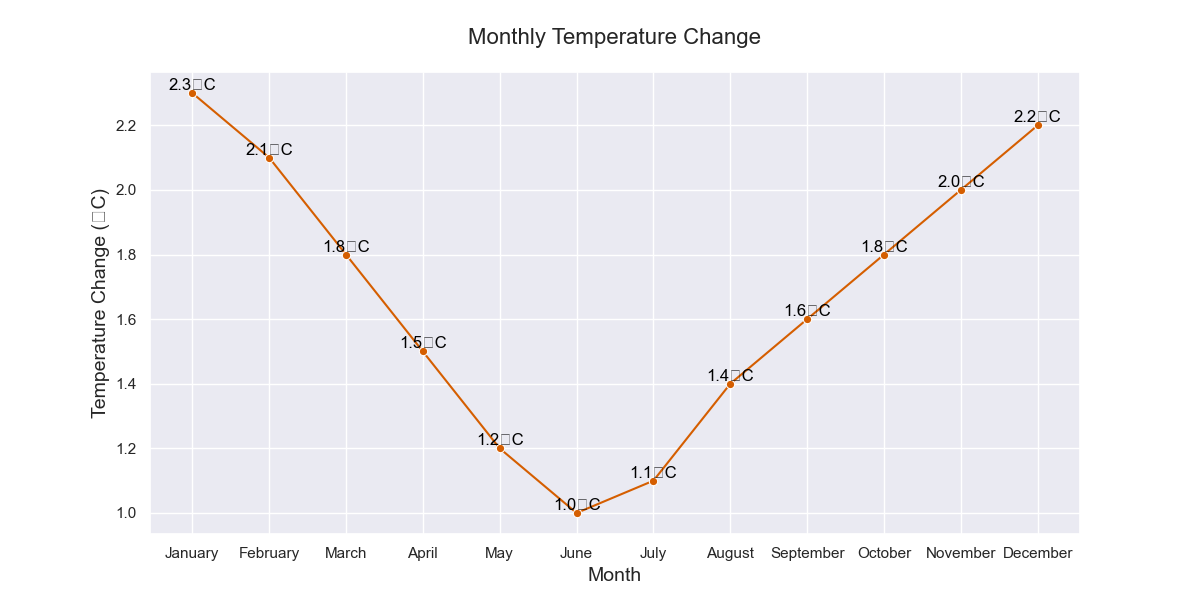 Monthly Temperature Change
2.3□C
2.1□C
1.8□C
1.5□C
1.2□C
1.0□C
1.1□C
1.4□C
1.6□C
1.8□C
2.0□C
2.2□C
Temperature Change (□C)
2.2
2.0
1.8
1.6
1.4
1.2
1.0
January February March April May June July August September October November December
Month